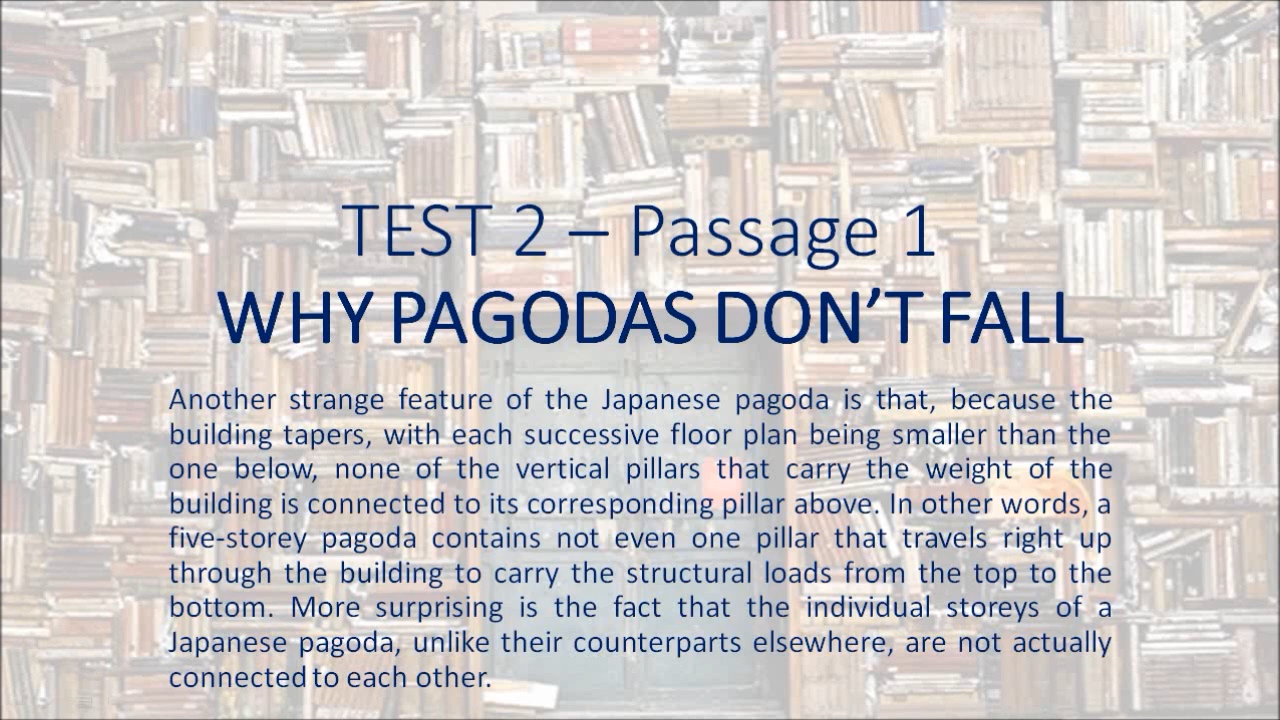 TEST 2 – Passage 1
WHY PAGODAS DON’T FALL
Another strange feature of the Japanese pagoda is that, because the
building tapers, with each successive floor plan being smaller than the
one below, none of the vertical pillars that carry the weight of the
building is connected to its corresponding pillar above. In other words, a
five-storey pagoda contains not even one pillar that travels right up
through the building to carry the structural loads from the top to the
bottom. More surprising is the fact that the individual storeys of a
Japanese pagoda, unlike their counterparts elsewhere, are not actually
connected to each other.